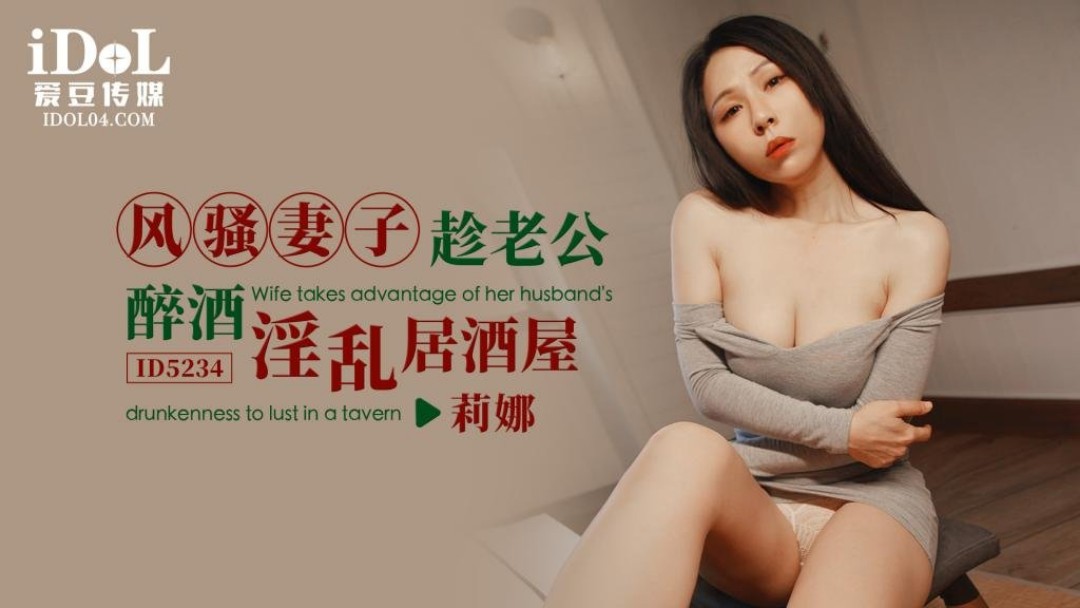 iDOL
爱豆传媒
IDOL04.COM
风骚妻子趁老公
醉酒
Wife takes advantage of her husband's
淫乱居酒屋
ID5234
drunkenness to lust in a tavern
莉娜